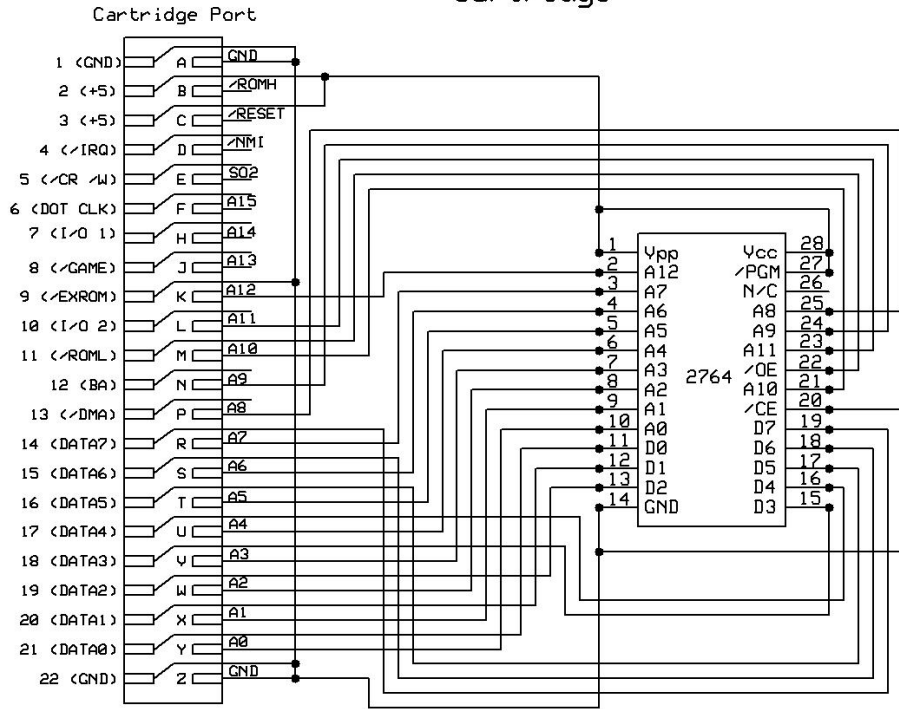 Cartridge
Cartridge Port
1 (GND) A GND
2 (+5) B /ROMH
3 (+5) C /RESET
4 (/IRQ) D /NMI
5 (/CR /W) E SO2
6 (DOT CLK) F A15
7 (I/O 1) H A14
8 (/GAME) J A13
9 (/EXROM) K A12
10 (I/O 2) L A11
11 (/ROML) M A10
12 (BA) N A9
13 (/DMA) P A8
14 (DATA7) R A7
15 (DATA6) S A6
16 (DATA5) T A5
17 (DATA4) U A4
18 (DATA3) V A3
19 (DATA2) W A2
20 (DATA1) X A1
21 (DATA0) Y A0
22 (GND) Z GND
1 Vpp Vcc 28
2 A12 /PGM 27
3 A7 N/C 26
4 A6 A8 25
5 A5 A9 24
6 A4 A11 23
7 A3 /OE 22
2764
8 A2 A10 21
9 A1 /CE 20
10 A0 D7 19
11 D0 D6 18
12 D1 D5 17
13 D2 D4 16
14 GND D3 15